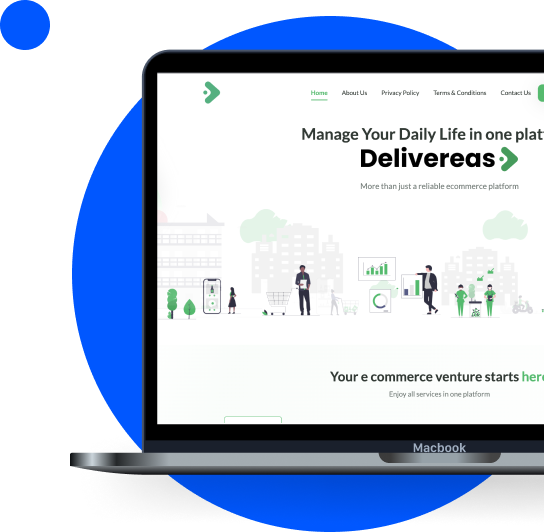 Home About Us Privacy Policy Terms & Conditions Contact Us
Manage Your Daily Life in one plat
Delivereas
More than just a reliable ecommerce platform
Your e commerce venture starts here
Enjoy all services in one platform
Macbook